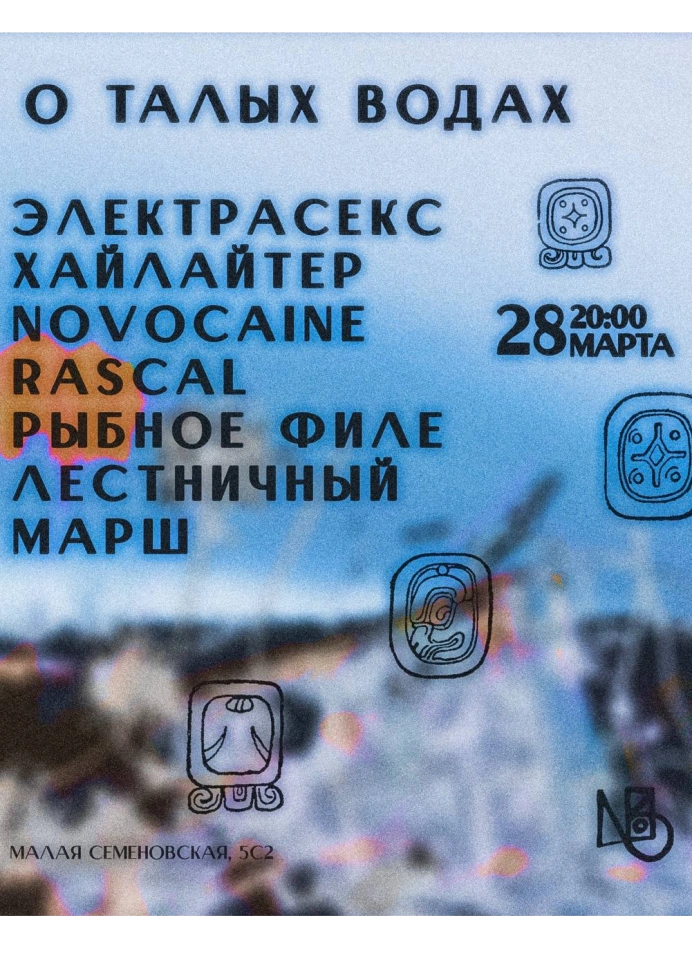 О ТАЛЫХ ВОДАХ
ЭЛЕКТРАСЕКС
ХАЙЛАЙТЕР
NOVOCAINE
RASCAL
РЫБНОЕ ФИЛЕ
ЛЕСТНИЧНЫЙ
МАРШ
28 20:00
МАРТА
МАЛАЯ СЕМЕНОВСКАЯ, 5С2